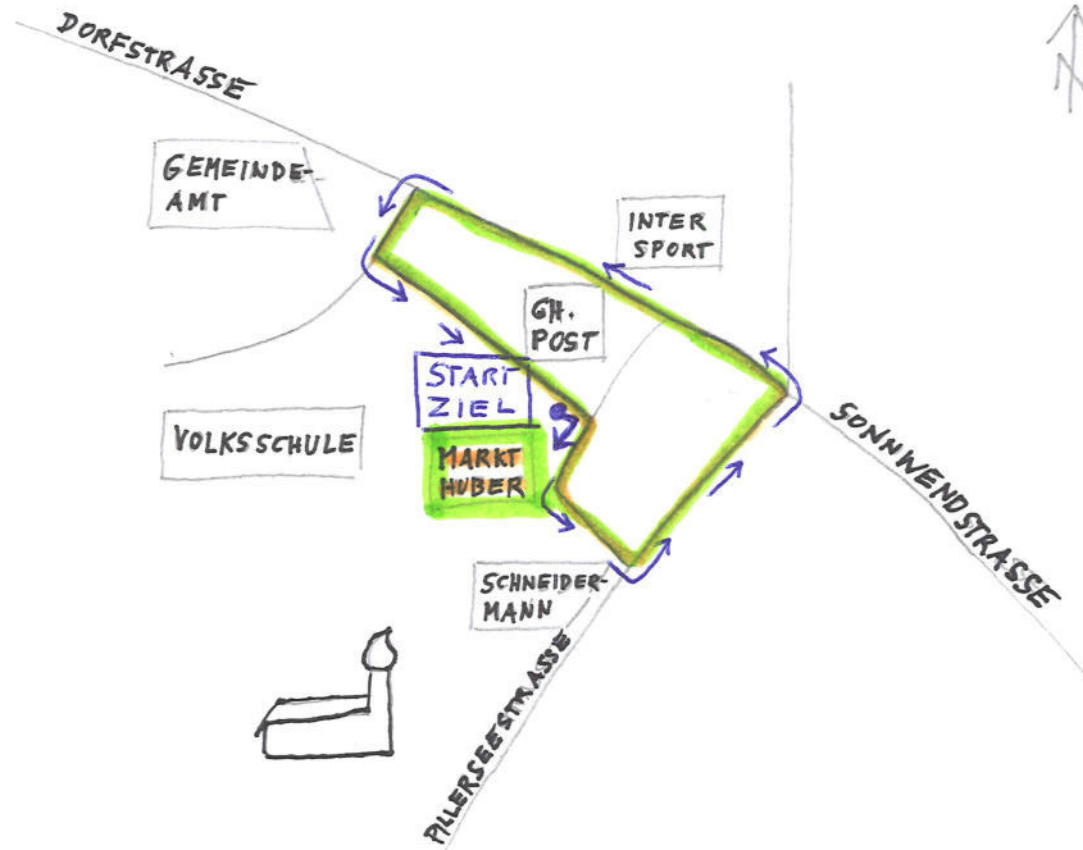 DORFSTRASSE
N
GEMEINDE-
AMT
INTER
SPORT
GH.
POST
START
ZIEL
VOLKSSCHULE
MARKT
HUBER
SONNWENDSTRASSE
SCHNEIDER-
MANN
PILLERSEESTRASSE